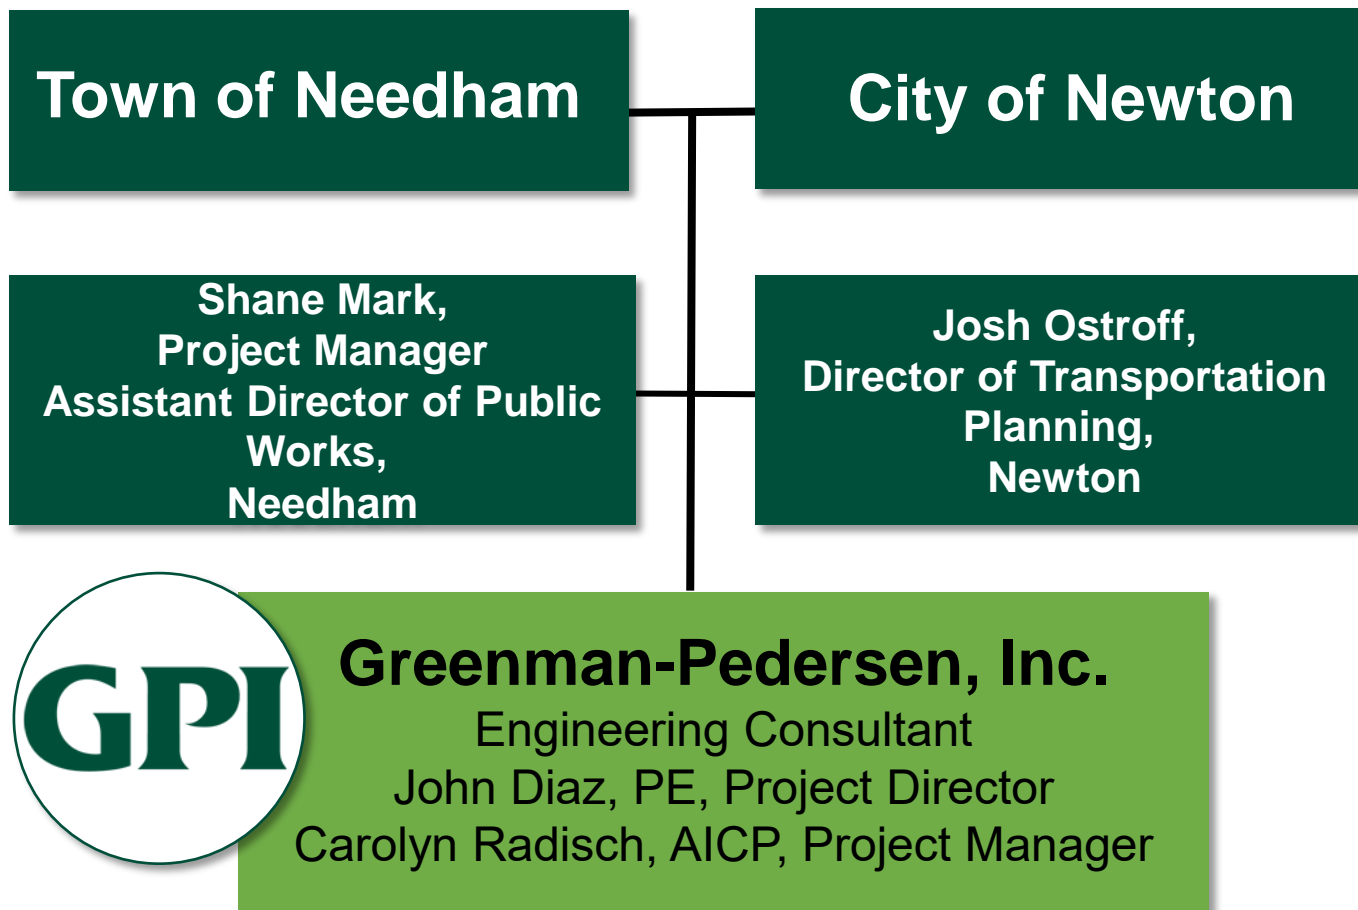 Town of Needham
City of Newton
Shane Mark,
Project Manager
Assistant Director of Public
Works,
Needham
Josh Ostroff,
Director of Transportation
Planning,
Newton
GPI
Greenman-Pedersen, Inc.
Engineering Consultant
John Diaz, PE, Project Director
Carolyn Radisch, AICP, Project Manager